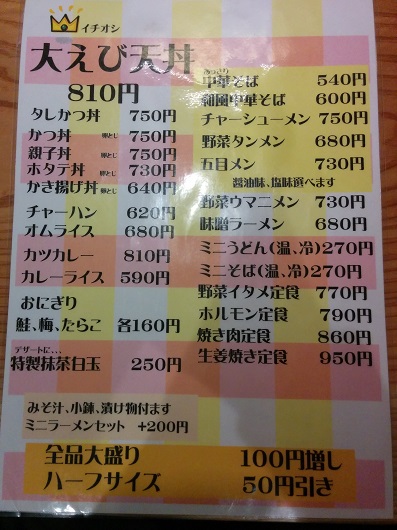 イチオシ
大えび天丼
810円
タレかつ丼 750円
かつ丼 卵とじ 750円
親子丼 卵とじ 750円
ホタテ丼 卵とじ 730円
かき揚げ丼 卵とじ 640円
チャーハン 620円
オムライス 680円
カツカレー 810円
カレーライス 590円
おにぎり
鮭、梅、たらこ 各160円
デザートに…
特製抹茶白玉 250円
みそ汁、小鉢、漬け物付ます
ミニラーメンセット +200円
あっさり
中華そば 540円
和風中華そば 600円
チャーシューメン 750円
野菜タンメン 680円
五目メン 730円
醤油味、塩味選べます
野菜ウマニメン 730円
味噌ラーメン 680円
ミニうどん(温、冷)270円
ミニそば(温、冷)270円
野菜イタメ定食 770円
ホルモン定食 790円
焼き肉定食 860円
生姜焼き定食 950円
全品大盛り 100円増し
ハーフサイズ 50円引き